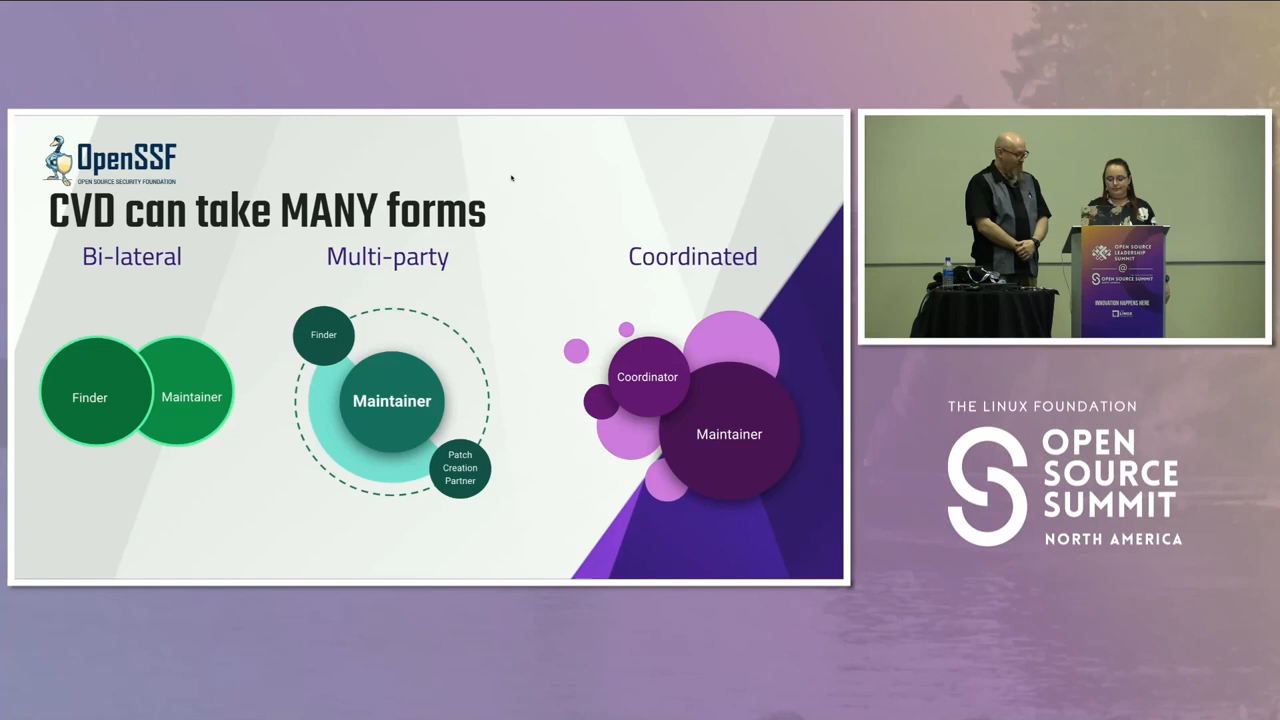 OpenSSF
OPEN SOURCE SECURITY FOUNDATION
CVD can take MANY forms
Bi-lateral
Multi-party
Coordinated
Finder
Maintainer
Finder
Maintainer
Patch
Creation
Partner
Coordinator
Maintainer
OPEN SOURCE
LEADERSHIP
SUMMIT
@
OPEN SOURCE SUMMIT
INNOVATION HAPPENS HERE
THE LINUX FOUNDATION
OPEN
SOURCE
SUMMIT
NORTH AMERICA